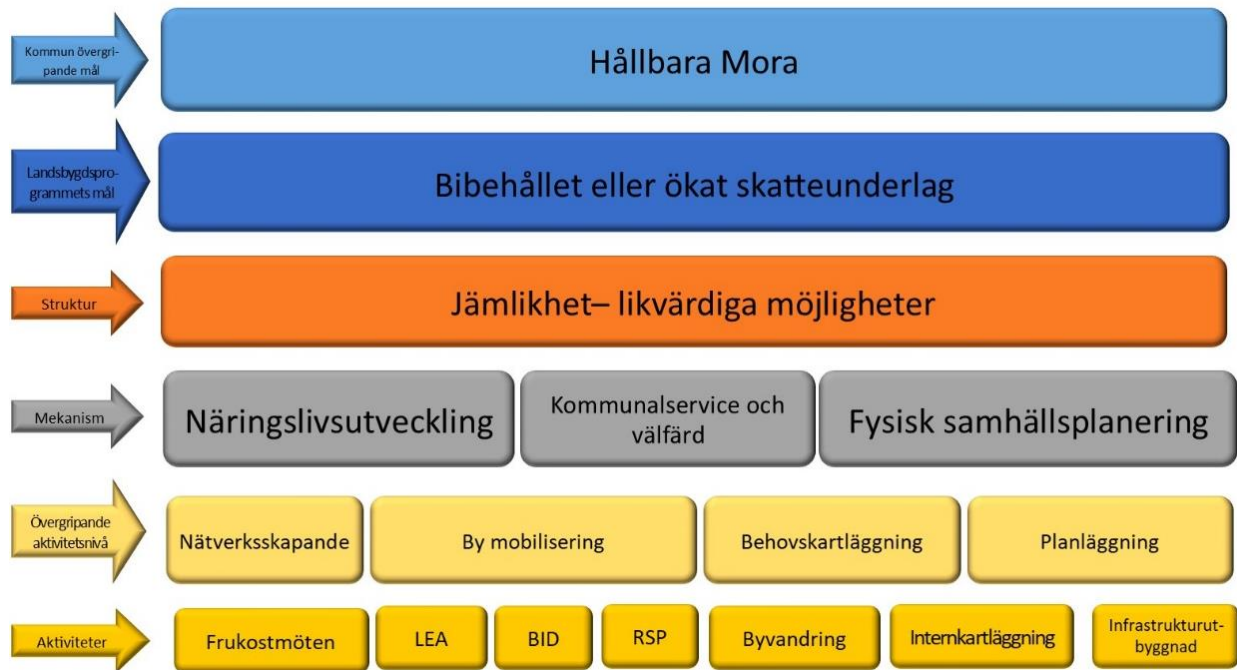 Kommun övergri-
pande mål
Hållbara Mora
Landsbygdspro-
grammets mål
Bibehållet eller ökat skatteunderlag
Struktur
Jämlikhet– likvärdiga möjligheter
Mekanism
Näringslivsutveckling
Kommunalservice och
välfärd
Fysisk samhällsplanering
Övergripande
aktivitetsnivå
Nätverksskapande
By mobilisering
Behovskartläggning
Planläggning
Aktiviteter
Frukostmöten
LEA
BID
RSP
Byvandring
Internkartläggning
Infrastrukturut-
byggnad